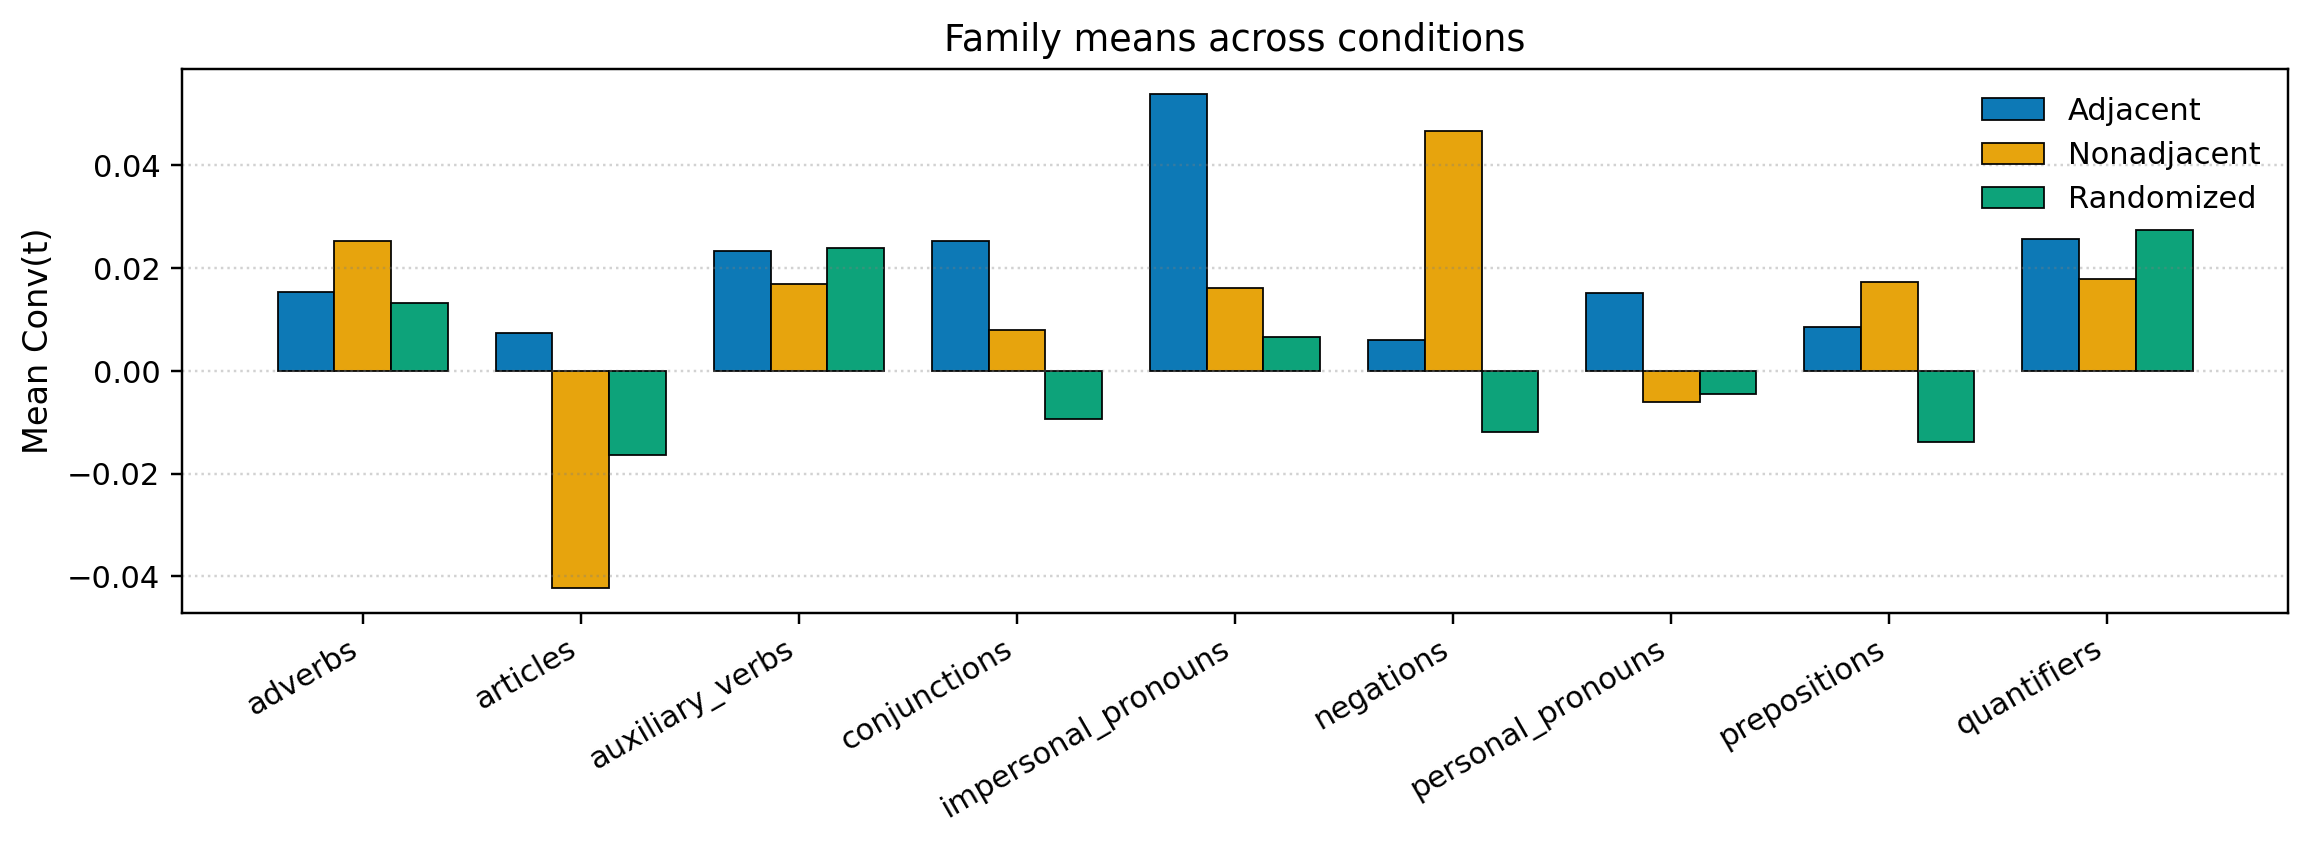 Family means across conditions
Mean Conv(t)
0.04
0.02
0.00
−0.02
−0.04
Adjacent
Nonadjacent
Randomized
adverbs
articles
auxiliary_verbs
conjunctions
impersonal_pronouns
negations
personal_pronouns
prepositions
quantifiers